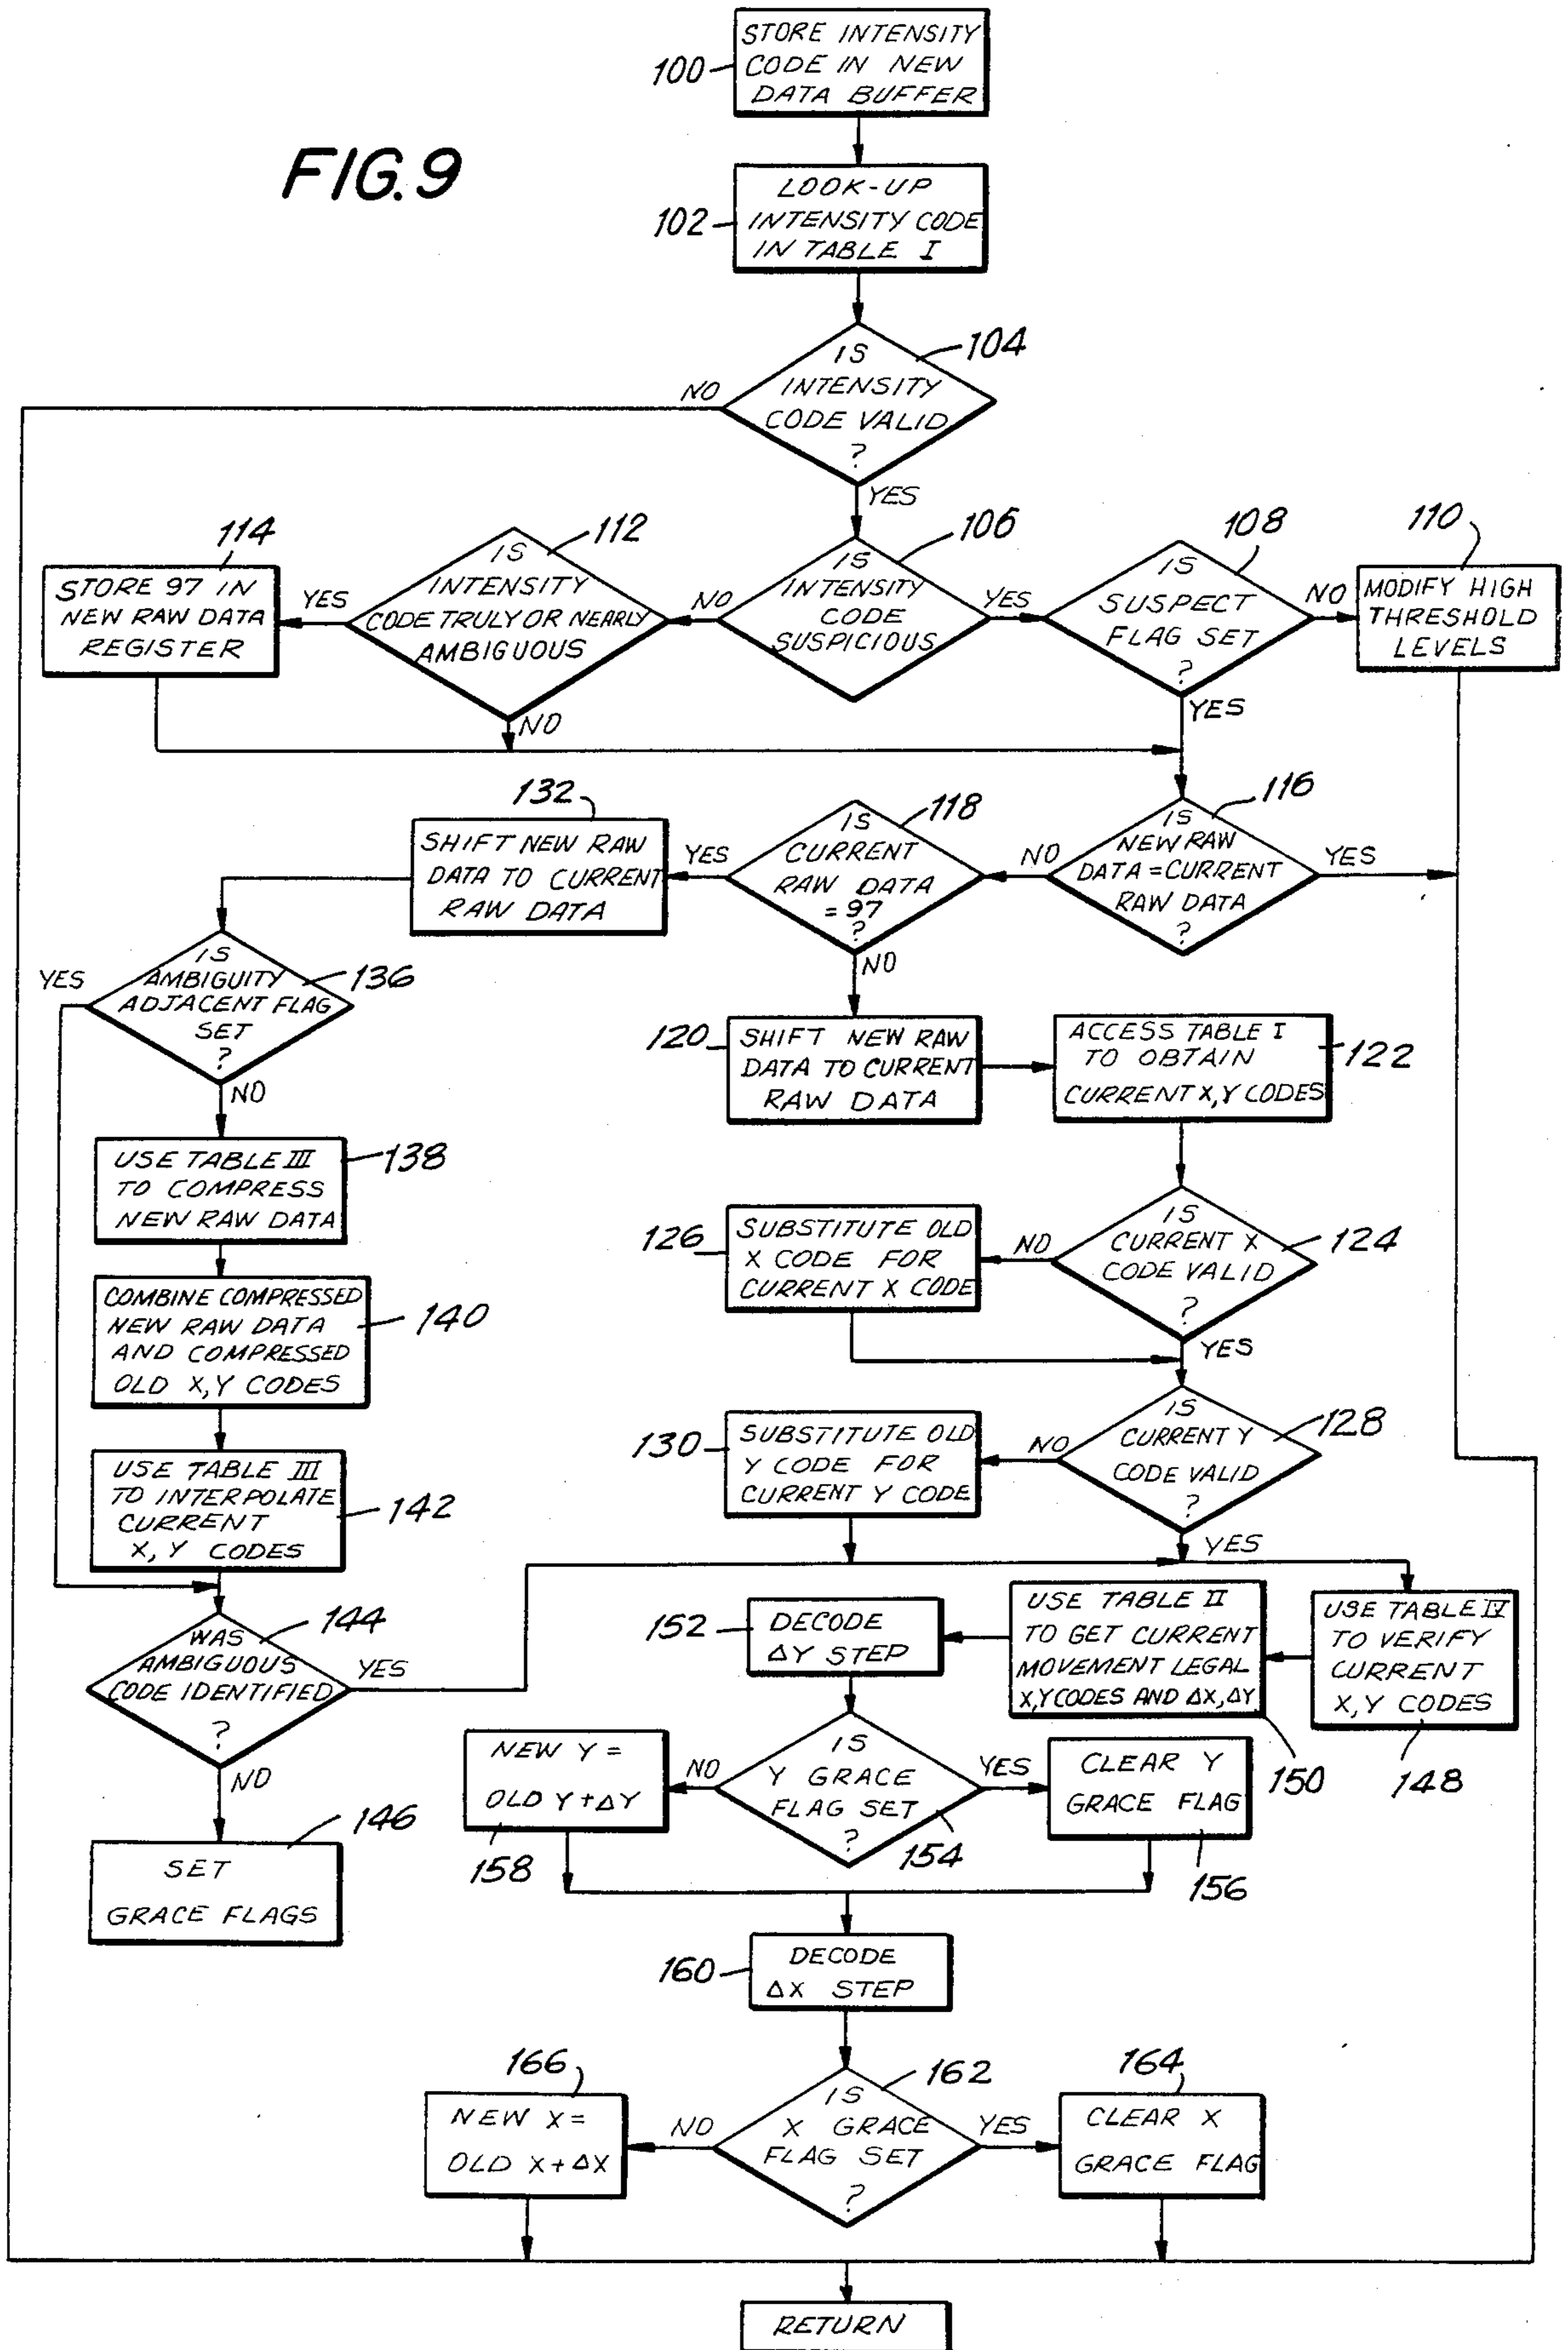 FIG. 9
100
STORE INTENSITY
CODE IN NEW
DATA BUFFER
102
LOOK-UP
INTENSITY CODE
IN TABLE I
104
IS
INTENSITY
CODE VALID
?
NO
YES
114
STORE 97 IN
NEW RAW DATA
REGISTER
YES
112
IS
INTENSITY
CODE TRULY OR NEARLY
AMBIGUOUS
NO
NO
106
IS
INTENSITY
CODE
SUSPICIOUS
YES
108
IS
SUSPECT
FLAG SET
?
YES
NO
110
MODIFY HIGH
THRESHOLD
LEVELS
132
SHIFT NEW RAW
DATA TO CURRENT
RAW DATA
YES
118
IS
CURRENT
RAW DATA
= 97
?
NO
NO
116
IS
NEW RAW
DATA = CURRENT
RAW DATA
?
YES
YES
136
IS
AMBIGUITY
ADJACENT FLAG
SET
?
NO
120
SHIFT NEW RAW
DATA TO CURRENT
RAW DATA
122
ACCESS TABLE I
TO OBTAIN
CURRENT X, Y CODES
138
USE TABLE III
TO COMPRESS
NEW RAW DATA
126
SUBSTITUTE OLD
X CODE FOR
CURRENT X CODE
NO
124
IS
CURRENT X
CODE VALID
?
YES
140
COMBINE COMPRESSED
NEW RAW DATA
AND COMPRESSED
OLD X, Y CODES
130
SUBSTITUTE OLD
Y CODE FOR
CURRENT Y CODE
NO
128
IS
CURRENT Y
CODE VALID
?
YES
142
USE TABLE III
TO INTERPOLATE
CURRENT
X, Y CODES
144
WAS
AMBIGUOUS
CODE IDENTIFIED
?
YES
NO
152
DECODE
ΔY STEP
150
USE TABLE II
TO GET CURRENT
MOVEMENT LEGAL
X, Y CODES AND ΔX, ΔY
148
USE TABLE IV
TO VERIFY
CURRENT
X, Y CODES
158
NEW Y =
OLD Y + ΔY
NO
154
IS
Y GRACE
FLAG SET
?
YES
156
CLEAR Y
GRACE FLAG
146
SET
GRACE FLAGS
160
DECODE
ΔX STEP
166
NEW X =
OLD X + ΔX
NO
162
IS
X GRACE
FLAG SET
?
YES
164
CLEAR X
GRACE FLAG
RETURN